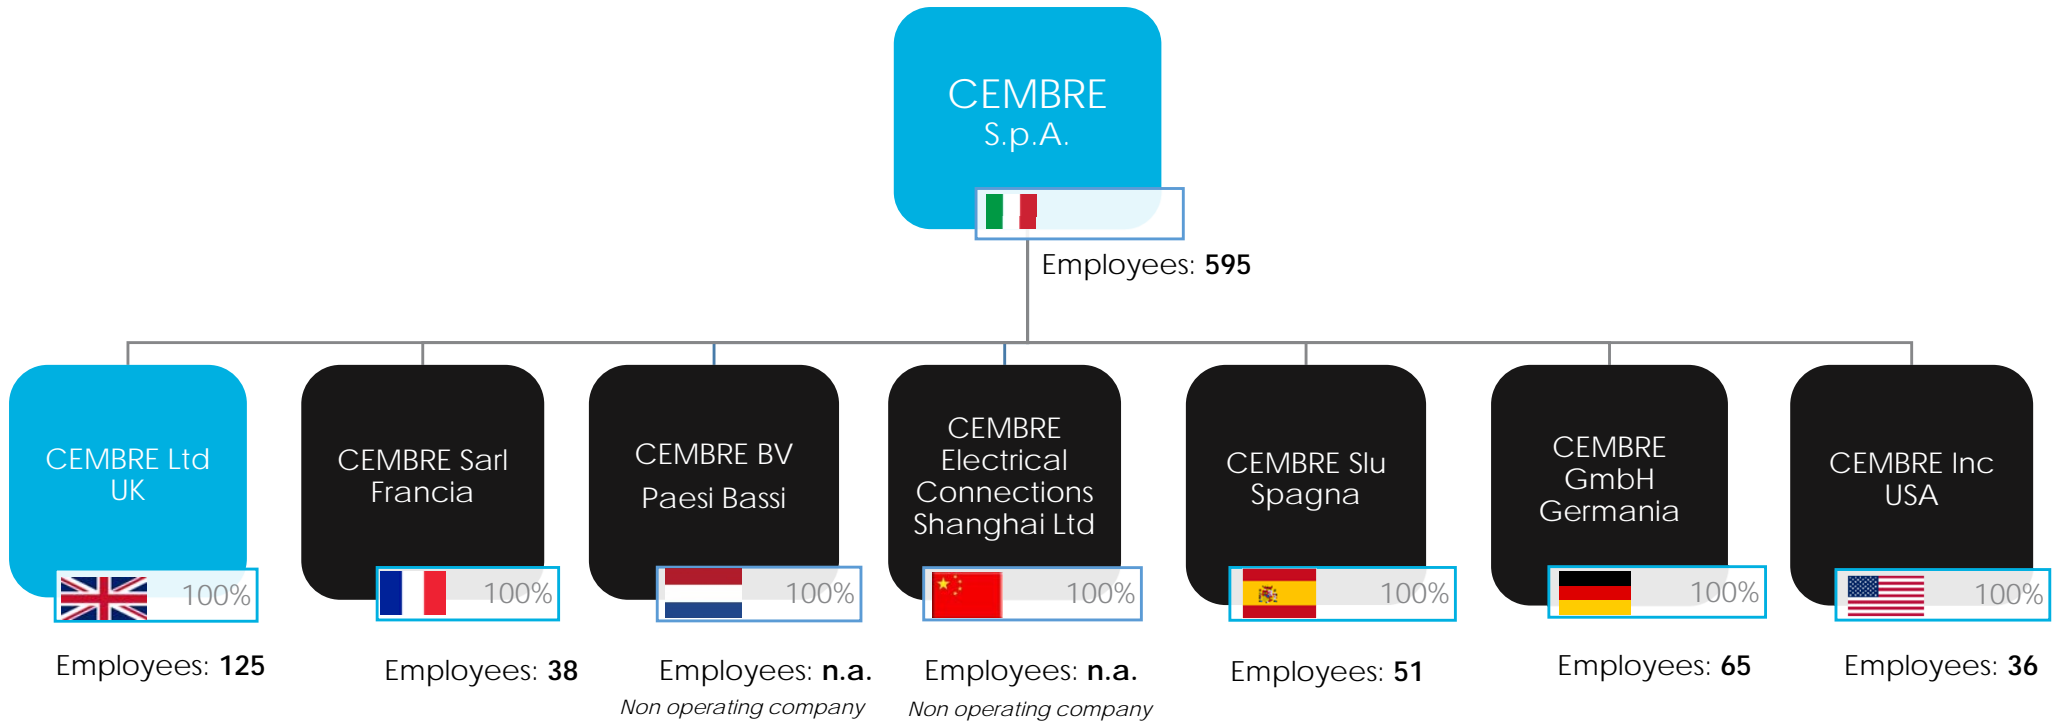 CEMBRE
S.p.A.
Employees: 595
CEMBRE Ltd
UK
100%
Employees: 125
CEMBRE Sarl
Francia
100%
Employees: 38
CEMBRE BV
Paesi Bassi
100%
Employees: n.a.
Non operating company
CEMBRE
Electrical
Connections
Shanghai Ltd
100%
Employees: n.a.
Non operating company
CEMBRE Slu
Spagna
100%
Employees: 51
CEMBRE
GmbH
Germania
100%
Employees: 65
CEMBRE Inc
USA
100%
Employees: 36